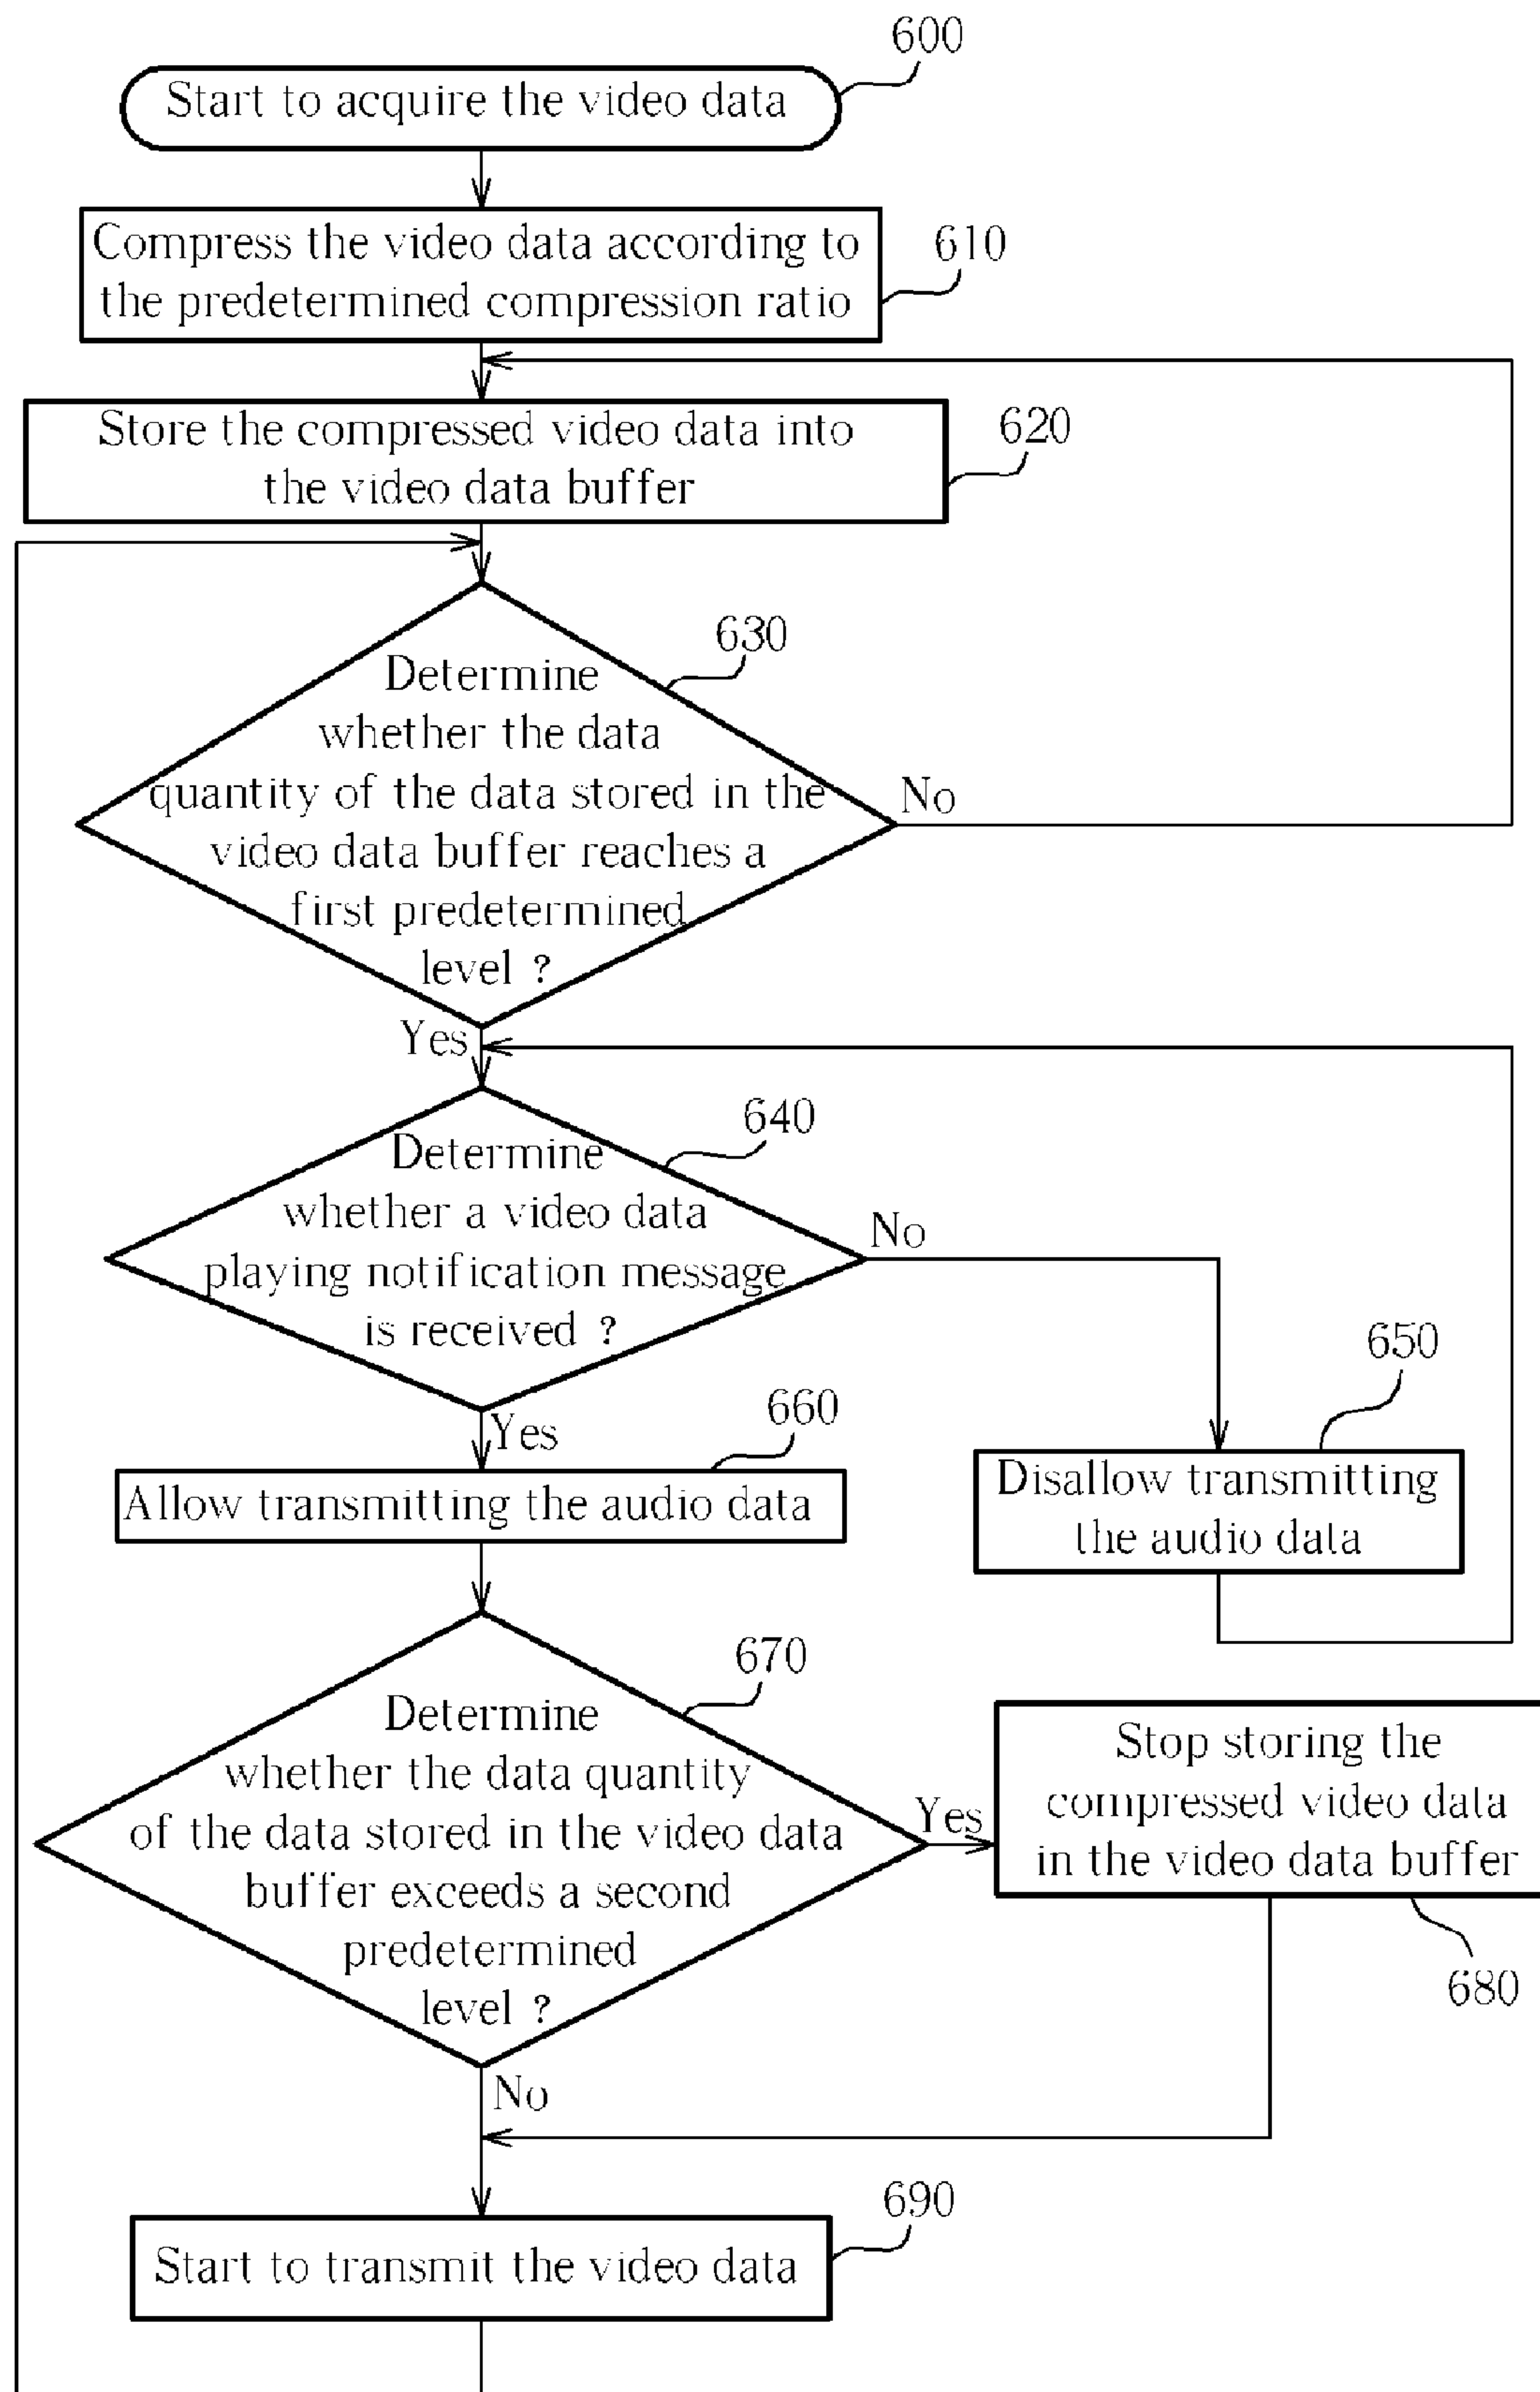 600
Start to acquire the video data
Compress the video data according to
the predetermined compression ratio
610
Store the compressed video data into
the video data buffer
620
630
Determine
whether the data
quantity of the data stored in the
video data buffer reaches a
first predetermined
level ?
No
Yes
640
Determine
whether a video data
playing notification message
is received ?
No
Yes
650
Disallow transmitting
the audio data
660
Allow transmitting the audio data
670
Determine
whether the data quantity
of the data stored in the video data
buffer exceeds a second
predetermined
level ?
Yes
Stop storing the
compressed video data
in the video data buffer
680
No
690
Start to transmit the video data